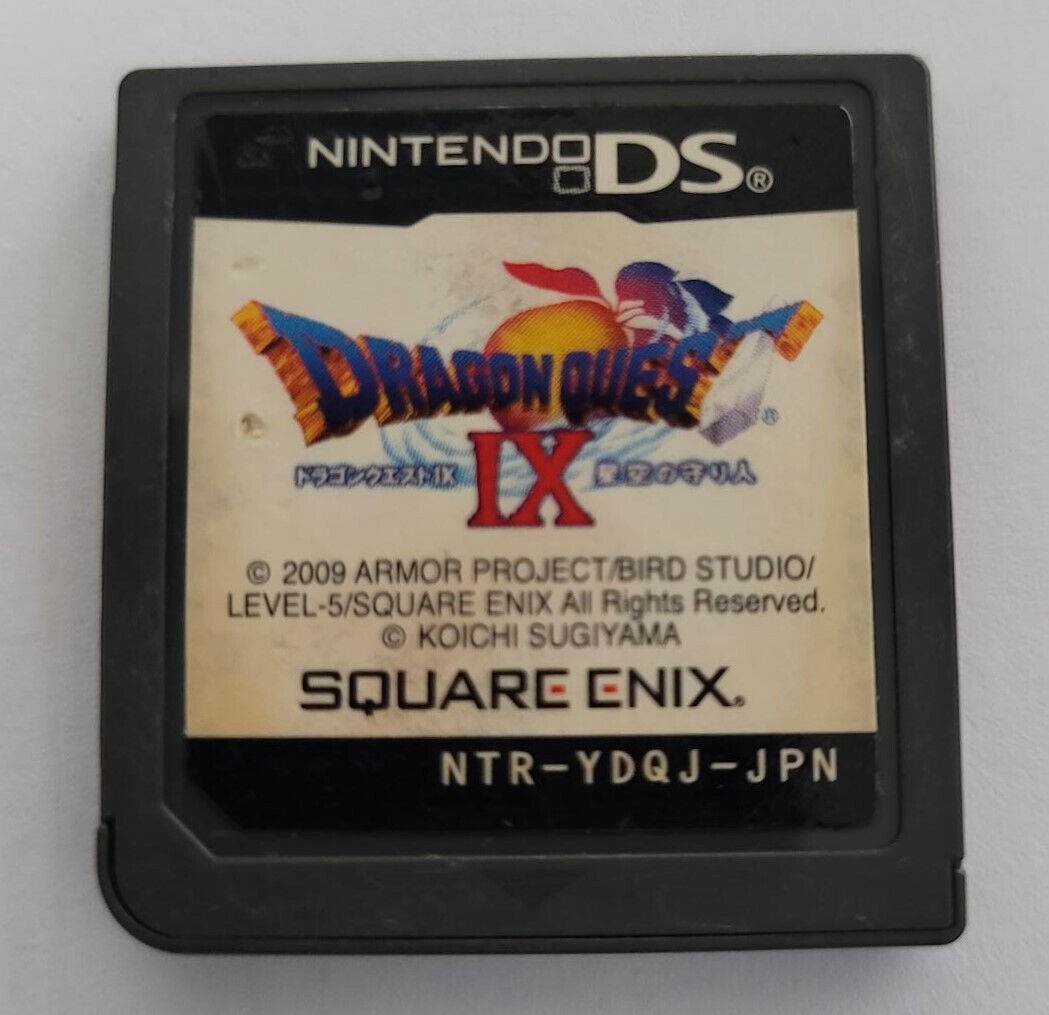 NINTENDO DS®
DRAGON QUEST®
IX
ドラゴンクエストIX 星空の守り人
© 2009 ARMOR PROJECT/BIRD STUDIO/
LEVEL-5/SQUARE ENIX All Rights Reserved.
© KOICHI SUGIYAMA
SQUARE ENIX®
NTR-YDQJ-JPN